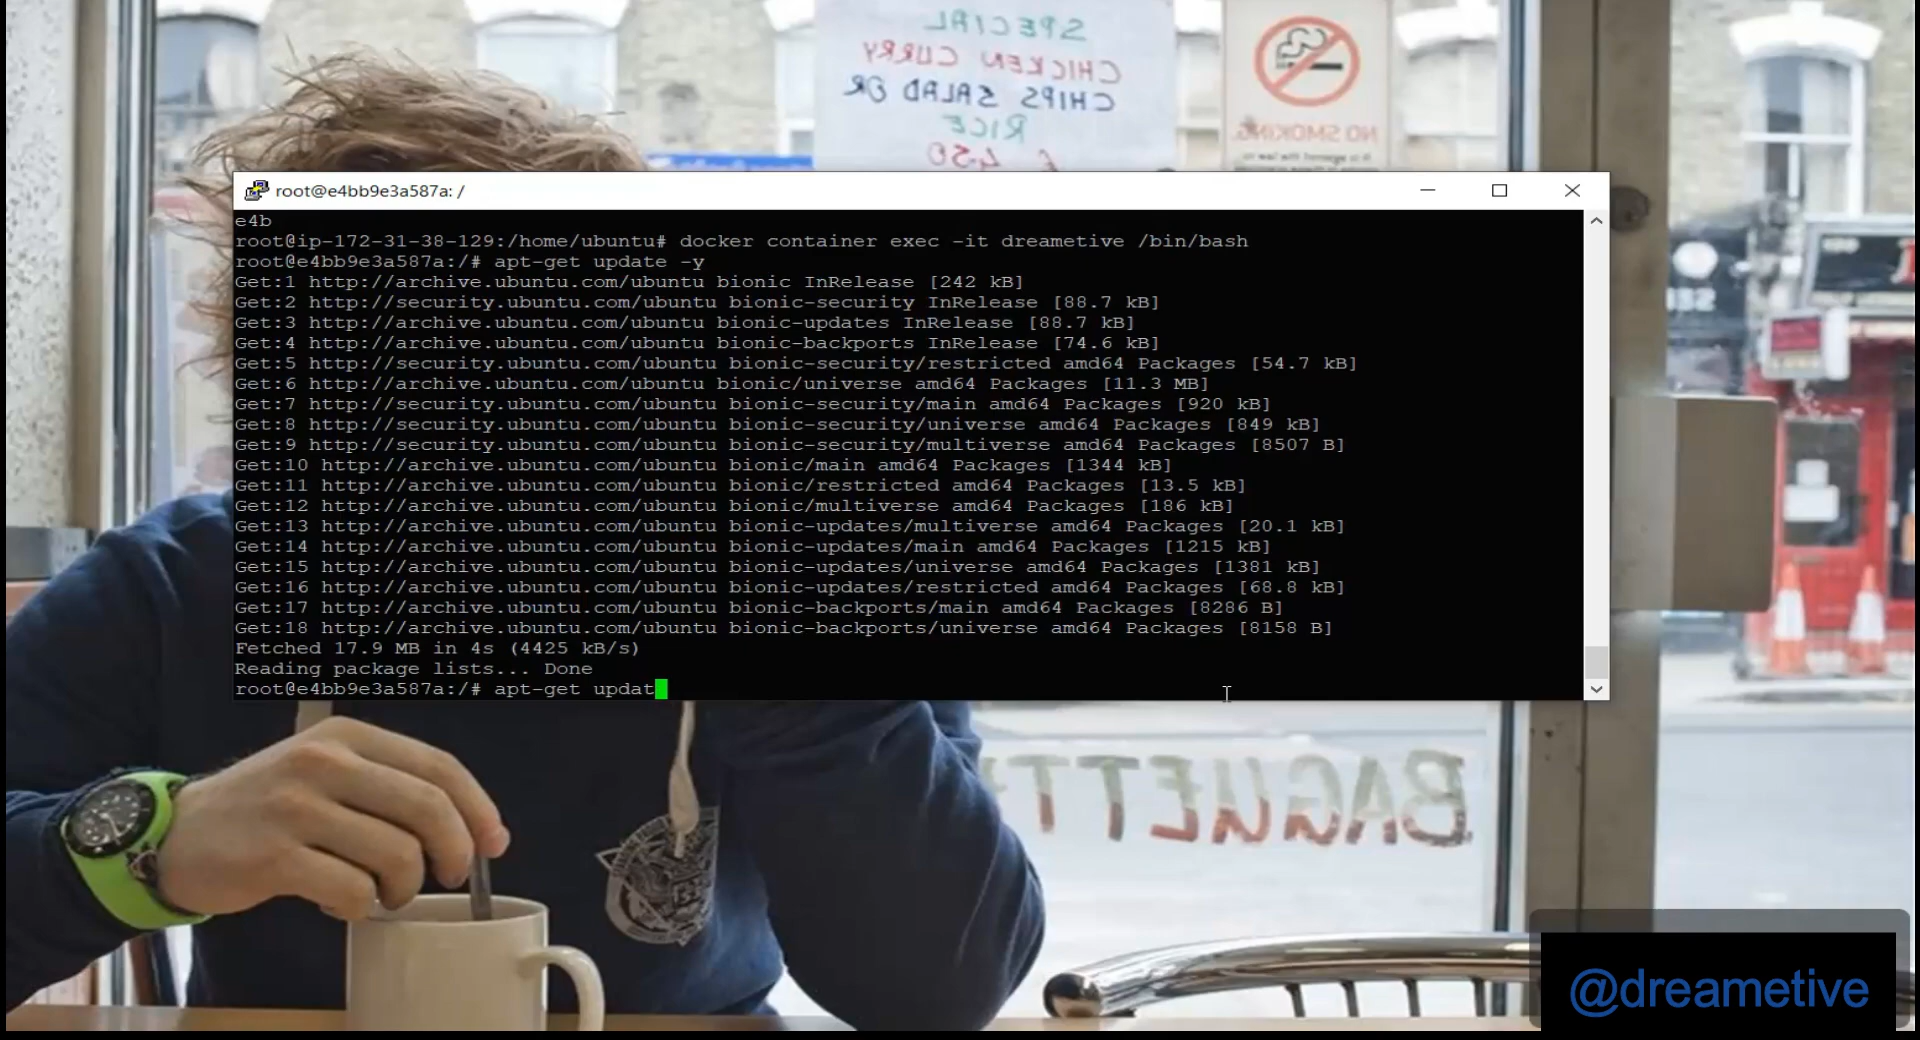 SPECIAL
CHICKEN CURRY
CHIPS SALAD OR
RICE
£ 4.50
NO SMOKING.
It is against the law to
root@e4bb9e3a587a: /
e4b
root@ip-172-31-38-129:/home/ubuntu# docker container exec -it dreametive /bin/bash
root@e4bb9e3a587a:/# apt-get update -y
Get:1 http://archive.ubuntu.com/ubuntu bionic InRelease [242 kB]
Get:2 http://security.ubuntu.com/ubuntu bionic-security InRelease [88.7 kB]
Get:3 http://archive.ubuntu.com/ubuntu bionic-updates InRelease [88.7 kB]
Get:4 http://archive.ubuntu.com/ubuntu bionic-backports InRelease [74.6 kB]
Get:5 http://security.ubuntu.com/ubuntu bionic-security/restricted amd64 Packages [54.7 kB]
Get:6 http://archive.ubuntu.com/ubuntu bionic/universe amd64 Packages [11.3 MB]
Get:7 http://security.ubuntu.com/ubuntu bionic-security/main amd64 Packages [920 kB]
Get:8 http://security.ubuntu.com/ubuntu bionic-security/universe amd64 Packages [849 kB]
Get:9 http://security.ubuntu.com/ubuntu bionic-security/multiverse amd64 Packages [8507 B]
Get:10 http://archive.ubuntu.com/ubuntu bionic/main amd64 Packages [1344 kB]
Get:11 http://archive.ubuntu.com/ubuntu bionic/restricted amd64 Packages [13.5 kB]
Get:12 http://archive.ubuntu.com/ubuntu bionic/multiverse amd64 Packages [186 kB]
Get:13 http://archive.ubuntu.com/ubuntu bionic-updates/multiverse amd64 Packages [20.1 kB]
Get:14 http://archive.ubuntu.com/ubuntu bionic-updates/main amd64 Packages [1215 kB]
Get:15 http://archive.ubuntu.com/ubuntu bionic-updates/universe amd64 Packages [1381 kB]
Get:16 http://archive.ubuntu.com/ubuntu bionic-updates/restricted amd64 Packages [68.8 kB]
Get:17 http://archive.ubuntu.com/ubuntu bionic-backports/main amd64 Packages [8286 B]
Get:18 http://archive.ubuntu.com/ubuntu bionic-backports/universe amd64 Packages [8158 B]
Fetched 17.9 MB in 4s (4425 kB/s)
Reading package lists... Done
root@e4bb9e3a587a:/# apt-get updat
BAGUETT
@dreametive